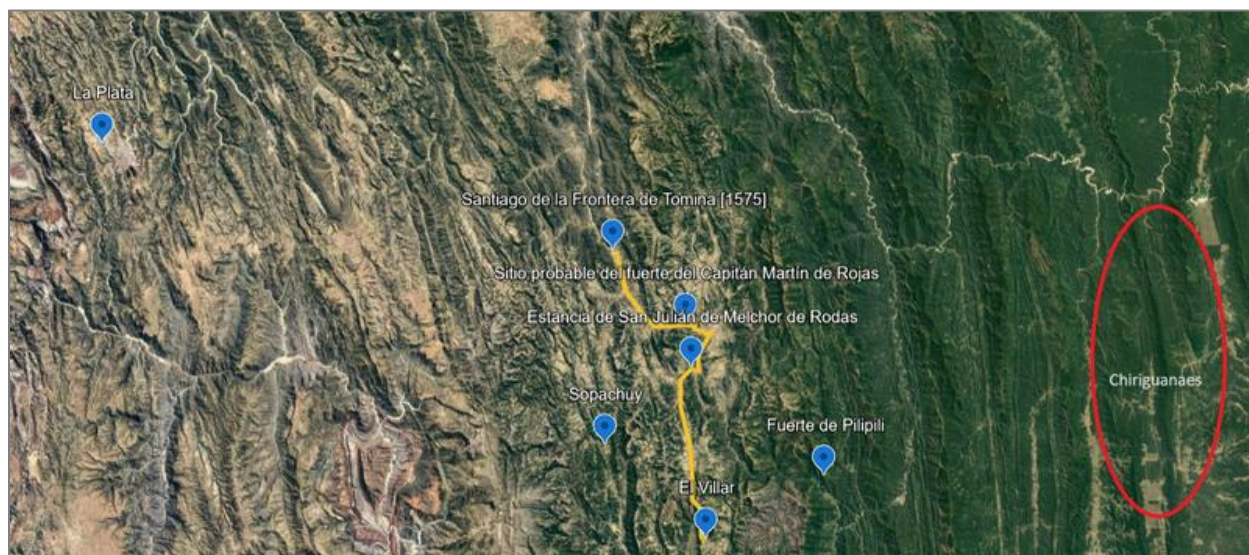 La Plata
Santiago de la Frontera de Tomina [1575]
Sitio probable del fuerte del Capitán Martín de Rojas
Estancia de San Julián de Melchor de Rodas
Chiriguanaes
Sopachuy
Fuerte de Pilipili
El Villar